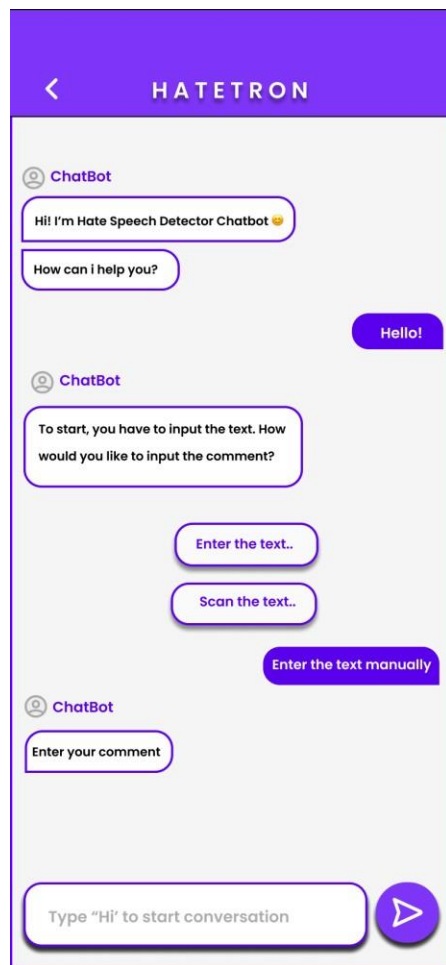 HATETRON
ChatBot
Hi! I'm Hate Speech Detector Chatbot 😊
How can i help you?
Hello!
ChatBot
To start, you have to input the text. How
would you like to input the comment?
Enter the text..
Scan the text..
Enter the text manually
ChatBot
Enter your comment
Type “Hi’ to start conversation